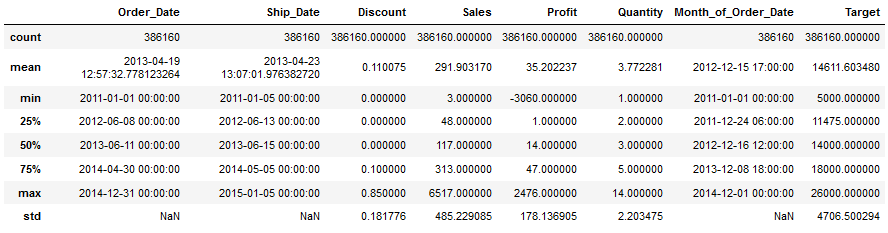 Order_Date Ship_Date Discount Sales Profit Quantity Month_of_Order_Date Target
count 386160 386160 386160.000000 386160.000000 386160.000000 386160.000000 386160 386160.000000
mean 2013-04-19 12:57:32.778123264 2013-04-23 13:07:01.976382720 0.110075 291.903170 35.202237 3.772281 2012-12-15 17:00:00 14611.603480
min 2011-01-01 00:00:00 2011-01-05 00:00:00 0.000000 3.000000 -3060.000000 1.000000 2011-01-01 00:00:00 5000.000000
25% 2012-06-08 00:00:00 2012-06-13 00:00:00 0.000000 48.000000 1.000000 2.000000 2011-12-24 06:00:00 11475.000000
50% 2013-06-11 00:00:00 2013-06-15 00:00:00 0.000000 117.000000 14.000000 3.000000 2012-12-16 12:00:00 14000.000000
75% 2014-04-30 00:00:00 2014-05-05 00:00:00 0.100000 313.000000 47.000000 5.000000 2013-12-08 18:00:00 18000.000000
max 2014-12-31 00:00:00 2015-01-05 00:00:00 0.850000 6517.000000 2476.000000 14.000000 2014-12-01 00:00:00 26000.000000
std NaN NaN 0.181776 485.229085 178.136905 2.203475 NaN 4706.500294